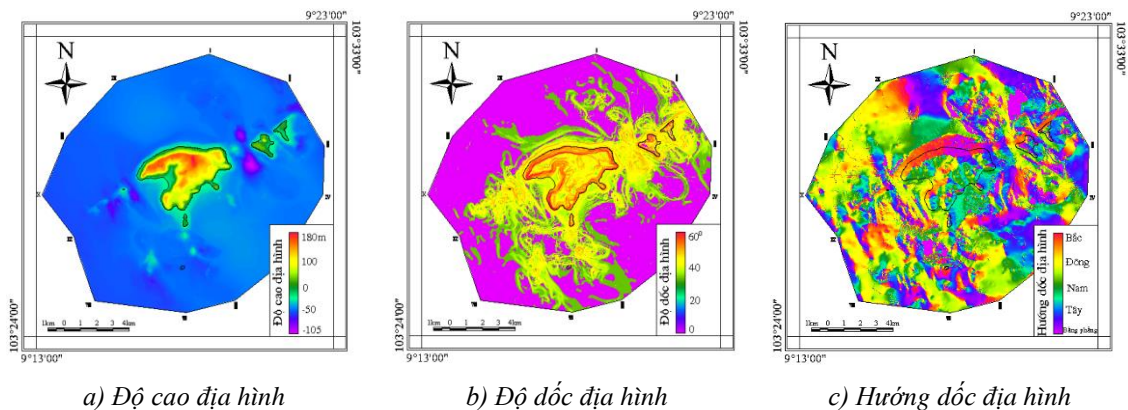 9°23'00"
103°33'00"
N
Độ cao địa hình
180m
100
0
-50
-105
1km 0 1 2 3 4km
103°24'00"
9°13'00"
a) Độ cao địa hình
9°23'00"
103°33'00"
N
Độ dốc địa hình
60⁰
40
20
0
1km 0 1 2 3 4km
103°24'00"
9°13'00"
b) Độ dốc địa hình
9°23'00"
103°33'00"
N
Hướng dốc địa hình
Bắc
Đông
Nam
Tây
Bằng phẳng
1km 0 1 2 3 4km
103°24'00"
9°13'00"
c) Hướng dốc địa hình